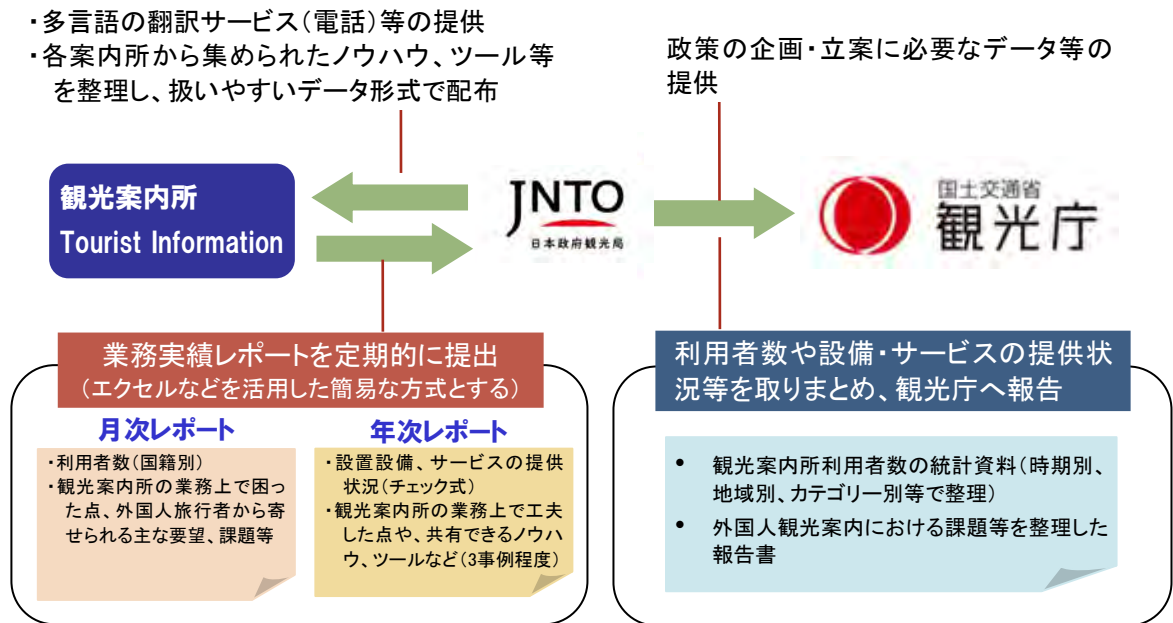 ・多言語の翻訳サービス(電話)等の提供
・各案内所から集められたノウハウ、ツール等
を整理し、扱いやすいデータ形式で配布
政策の企画・立案に必要なデータ等の
提供
観光案内所
Tourist Information
JNTO
日本政府観光局
国土交通省
観光庁
業務実績レポートを定期的に提出
(エクセルなどを活用した簡易な方式とする)
月次レポート
・利用者数(国籍別)
・観光案内所の業務上で困っ
た点、外国人旅行者から寄
せられる主な要望、課題等
年次レポート
・設置設備、サービスの提供
状況(チェック式)
・観光案内所の業務上で工夫
した点や、共有できるノウハ
ウ、ツールなど(3事例程度)
利用者数や設備・サービスの提供状
況等を取りまとめ、観光庁へ報告
• 観光案内所利用者数の統計資料(時期別、
地域別、カテゴリー別等で整理)
• 外国人観光案内における課題等を整理した
報告書